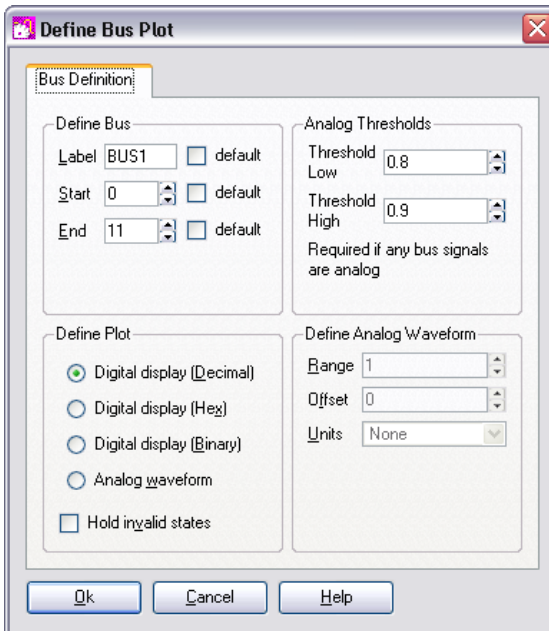 Define Bus Plot
Bus Definition
Define Bus
Label BUS1 default
Start 0 default
End 11 default
Analog Thresholds
Threshold Low 0.8
Threshold High 0.9
Required if any bus signals
are analog
Define Plot
Digital display (Decimal)
Digital display (Hex)
Digital display (Binary)
Analog waveform
Hold invalid states
Define Analog Waveform
Range 1
Offset 0
Units None
Ok Cancel Help